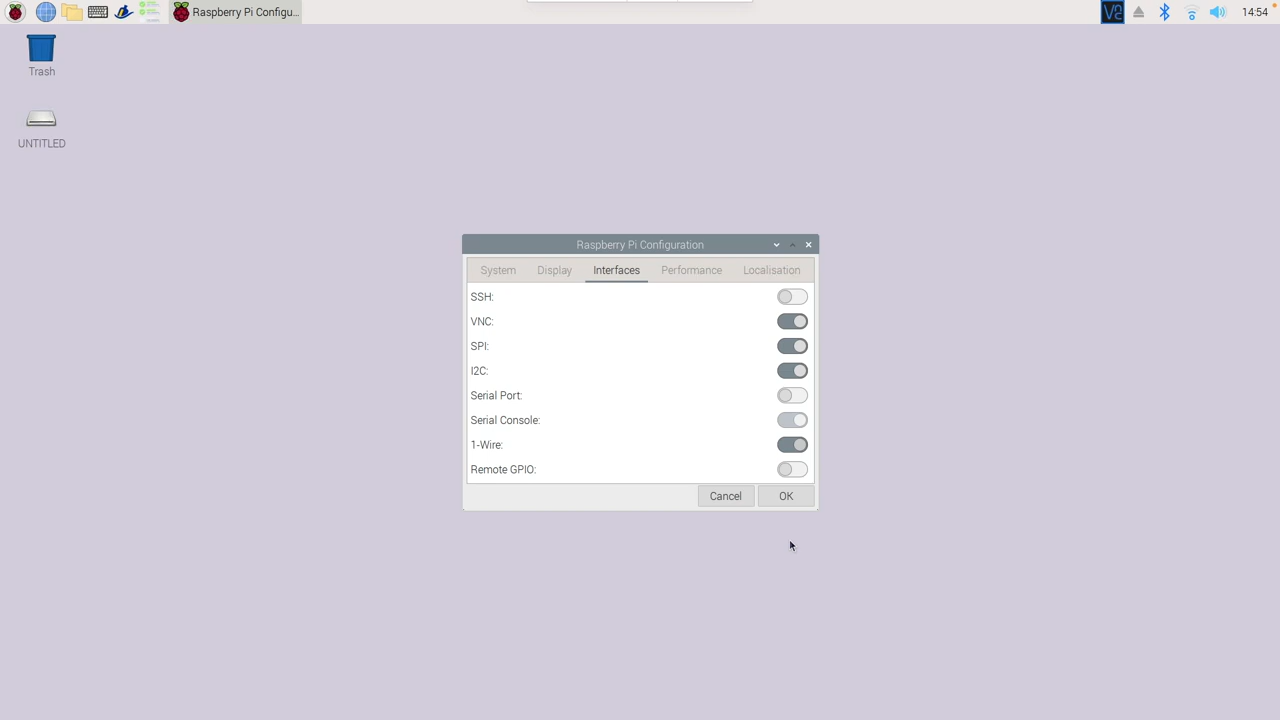 Raspberry Pi Configu...
VNC
14:54
Trash
UNTITLED
Raspberry Pi Configuration
System Display Interfaces Performance Localisation
SSH:
VNC:
SPI:
I2C:
Serial Port:
Serial Console:
1-Wire:
Remote GPIO:
Cancel OK